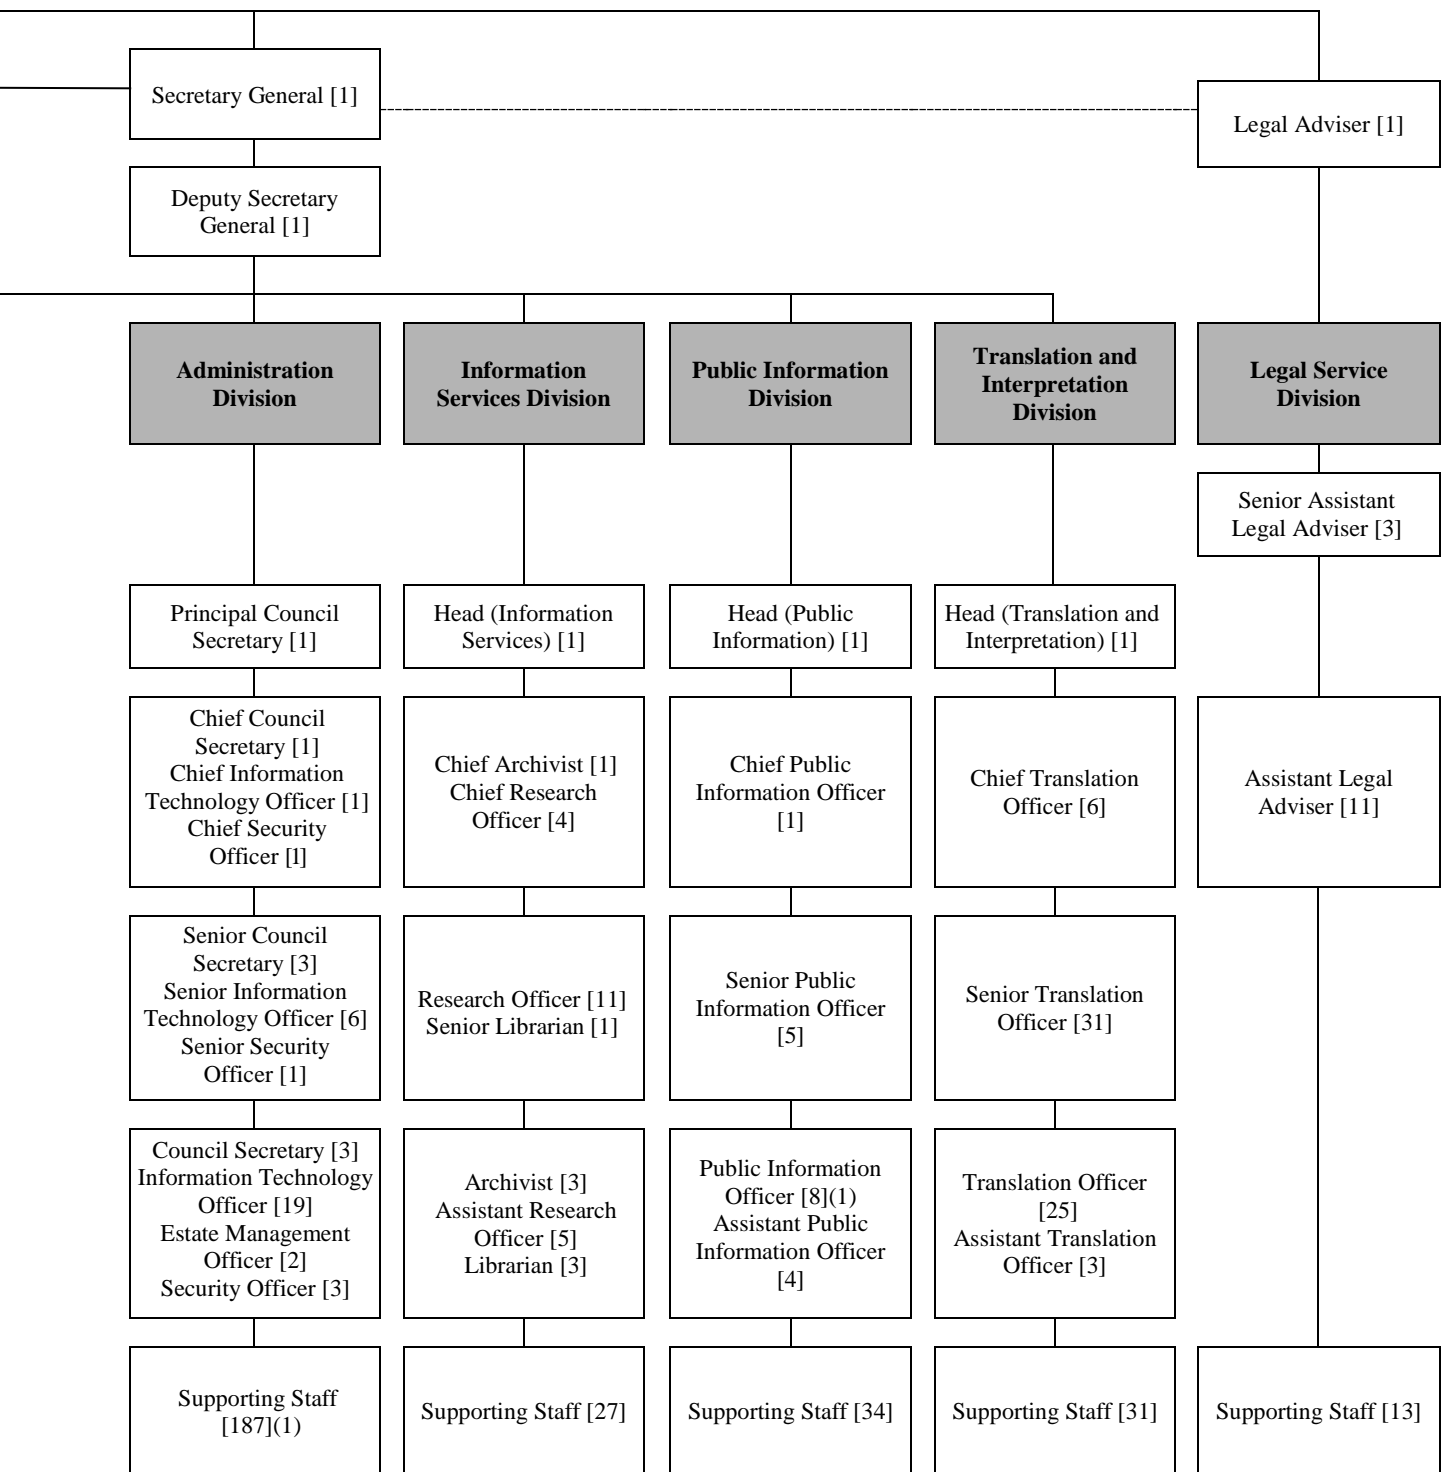 Secretary General [1]
Legal Adviser [1]
Deputy Secretary
General [1]
Administration
Division
Information
Services Division
Public Information
Division
Translation and
Interpretation
Division
Legal Service
Division
Senior Assistant
Legal Adviser [3]
Principal Council
Secretary [1]
Head (Information
Services) [1]
Head (Public
Information) [1]
Head (Translation and
Interpretation) [1]
Chief Council
Secretary [1]
Chief Information
Technology Officer [1]
Chief Security
Officer [1]
Chief Archivist [1]
Chief Research
Officer [4]
Chief Public
Information Officer
[1]
Chief Translation
Officer [6]
Assistant Legal
Adviser [11]
Senior Council
Secretary [3]
Senior Information
Technology Officer [6]
Senior Security
Officer [1]
Research Officer [11]
Senior Librarian [1]
Senior Public
Information Officer
[5]
Senior Translation
Officer [31]
Council Secretary [3]
Information Technology
Officer [19]
Estate Management
Officer [2]
Security Officer [3]
Archivist [3]
Assistant Research
Officer [5]
Librarian [3]
Public Information
Officer [8](1)
Assistant Public
Information Officer
[4]
Translation Officer
[25]
Assistant Translation
Officer [3]
Supporting Staff
[187](1)
Supporting Staff [27]
Supporting Staff [34]
Supporting Staff [31]
Supporting Staff [13]